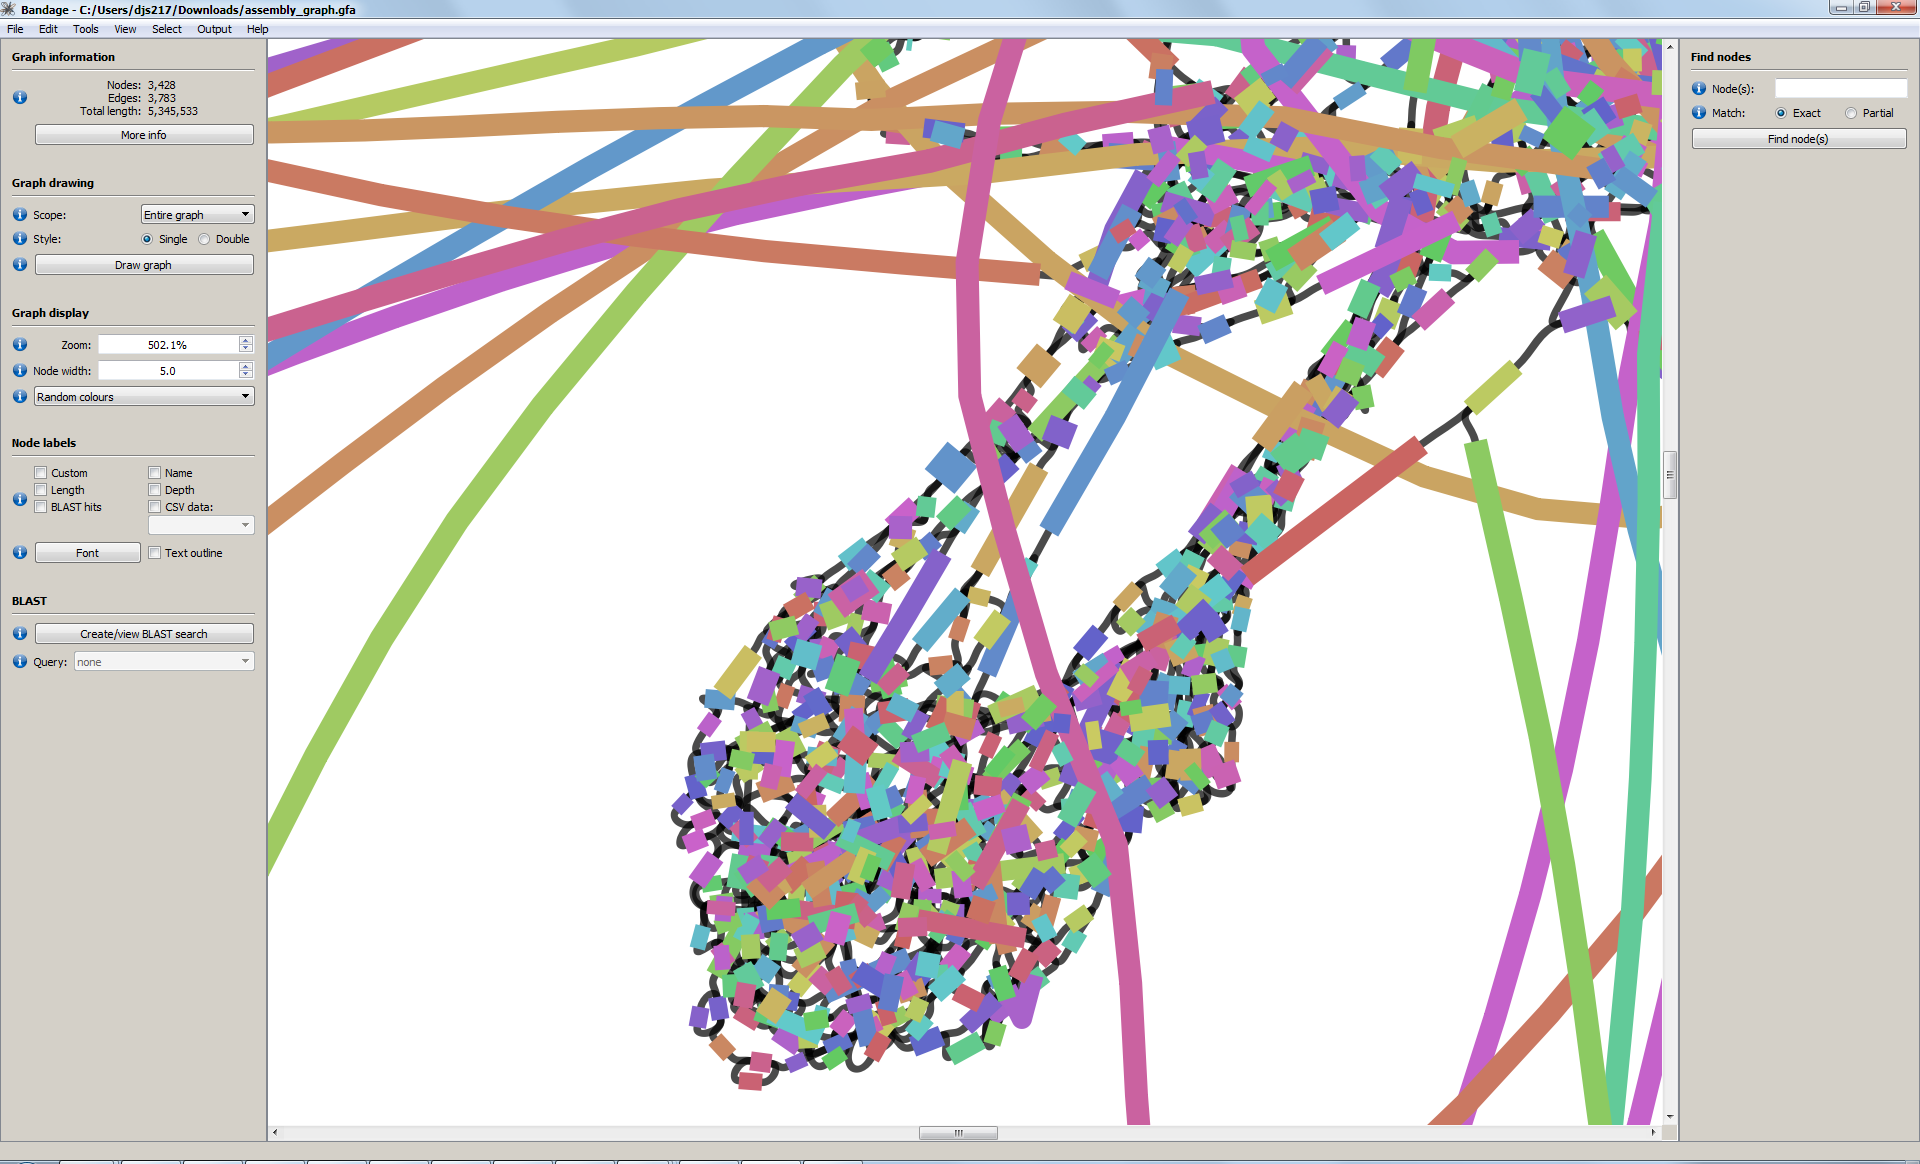 Bandage - C:/Users/djs217/Downloads/assembly_graph.gfa
File Edit Tools View Select Output Help
Graph information
Nodes: 3,428
Edges: 3,783
Total length: 5,345,533
More info
Graph drawing
Scope: Entire graph
Style: Single Double
Draw graph
Graph display
Zoom: 502.1%
Node width: 5.0
Random colours
Node labels
Custom Name
Length Depth
BLAST hits CSV data:
Font Text outline
BLAST
Create/view BLAST search
Query: none
Find nodes
Node(s):
Match: Exact Partial
Find node(s)